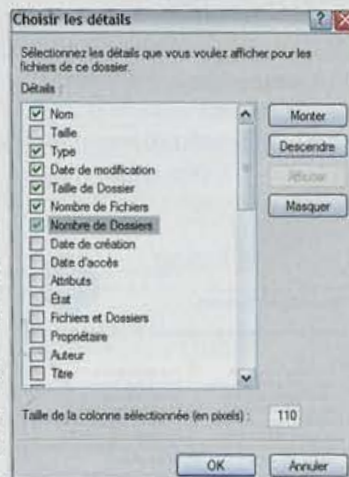 Choisir les détails
Sélectionnez les détails que vous voulez afficher pour les
fichiers de ce dossier.
Détails :
Nom
Taille
Type
Date de modification
Taille de Dossier
Nombre de Fichiers
Nombre de Dossiers
Date de création
Date d'accès
Attributs
État
Fichiers et Dossiers
Propriétaire
Auteur
Titre
Monter
Descendre
Afficher
Masquer
Taille de la colonne sélectionnée (en pixels) :
110
OK
Annuler